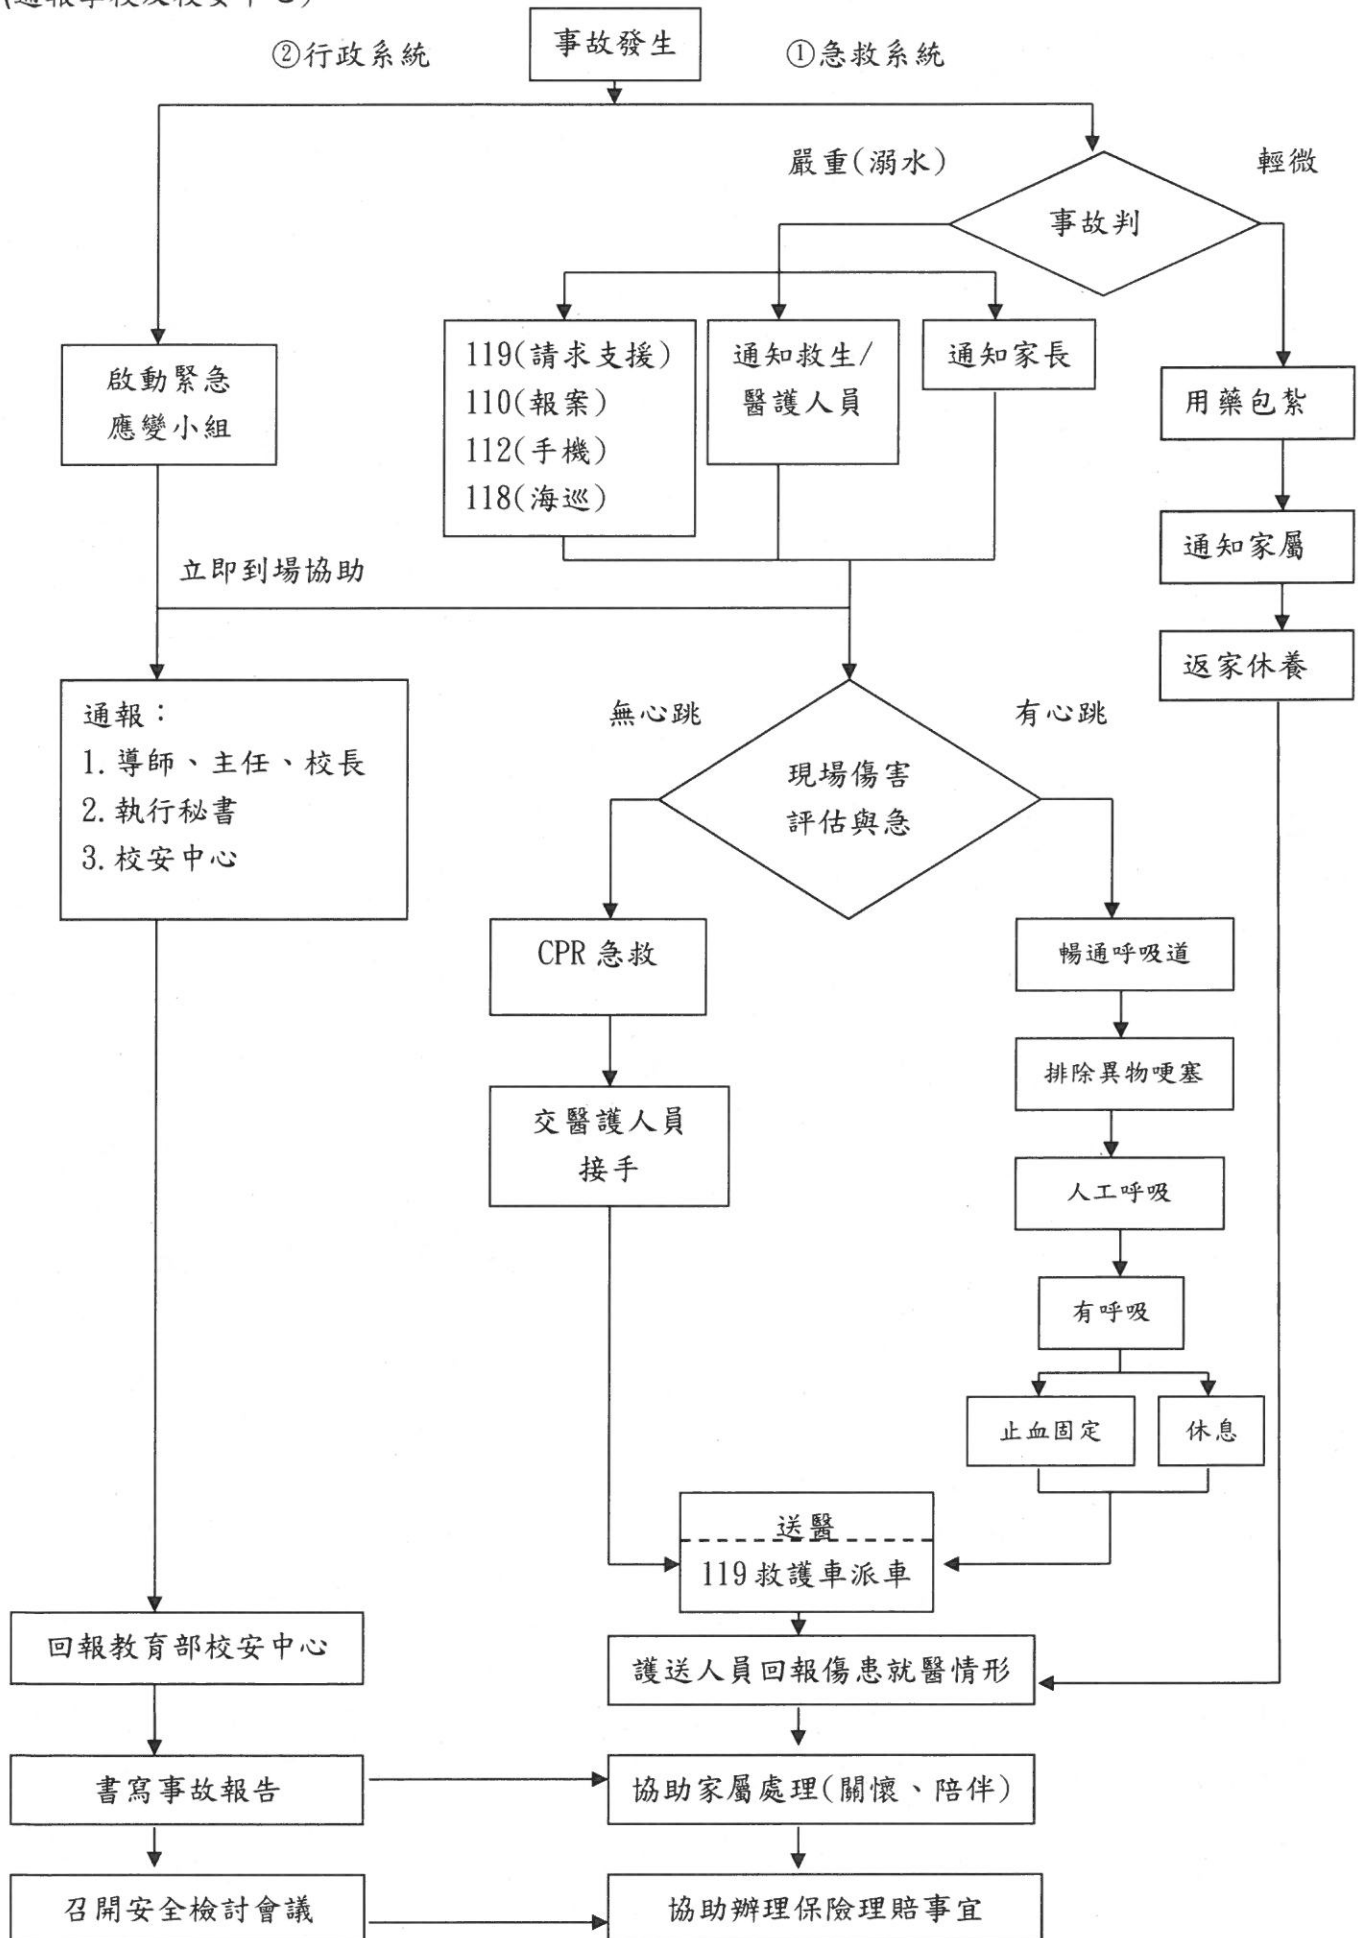 事故發生
②行政系統
①急救系統
嚴重(溺水)
輕微
事故判
119(請求支援)
110(報案)
112(手機)
118(海巡)
通知救生/
醫護人員
通知家長
啟動緊急
應變小組
用藥包紮
通知家屬
返家休養
立即到場協助
通報：
1.導師、主任、校長
2.執行秘書
3.校安中心
無心跳
有心跳
現場傷害
評估與急
CPR 急救
交醫護人員
接手
暢通呼吸道
排除異物哽塞
人工呼吸
有呼吸
止血固定
休息
送醫
119 救護車派車
回報教育部校安中心
護送人員回報傷患就醫情形
書寫事故報告
協助家屬處理(關懷、陪伴)
召開安全檢討會議
協助辦理保險理賠事宜